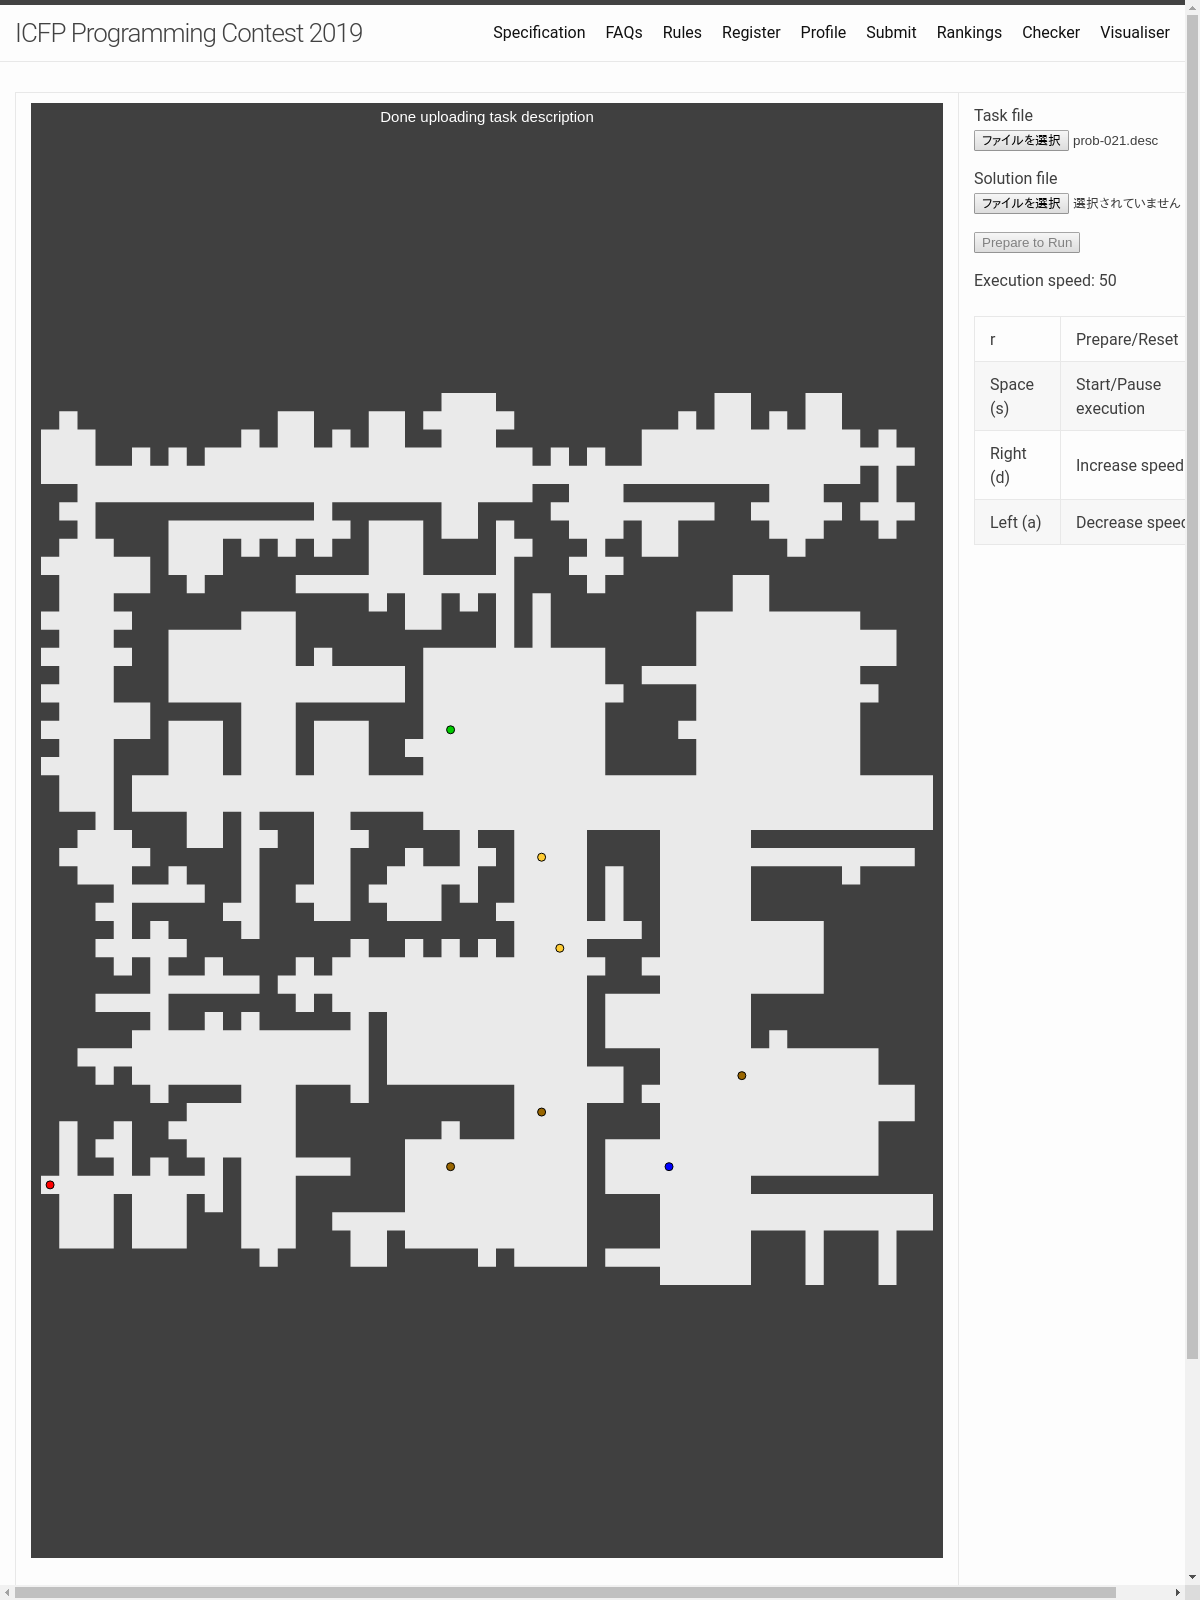 ICFP Programming Contest 2019
Specification FAQs Rules Register Profile Submit Rankings Checker Visualiser
Done uploading task description
Task file
ファイルを選択 prob-021.desc
Solution file
ファイルを選択 選択されていません
Prepare to Run
Execution speed: 50
r Prepare/Reset
Space (s) Start/Pause execution
Right (d) Increase speed
Left (a) Decrease speed